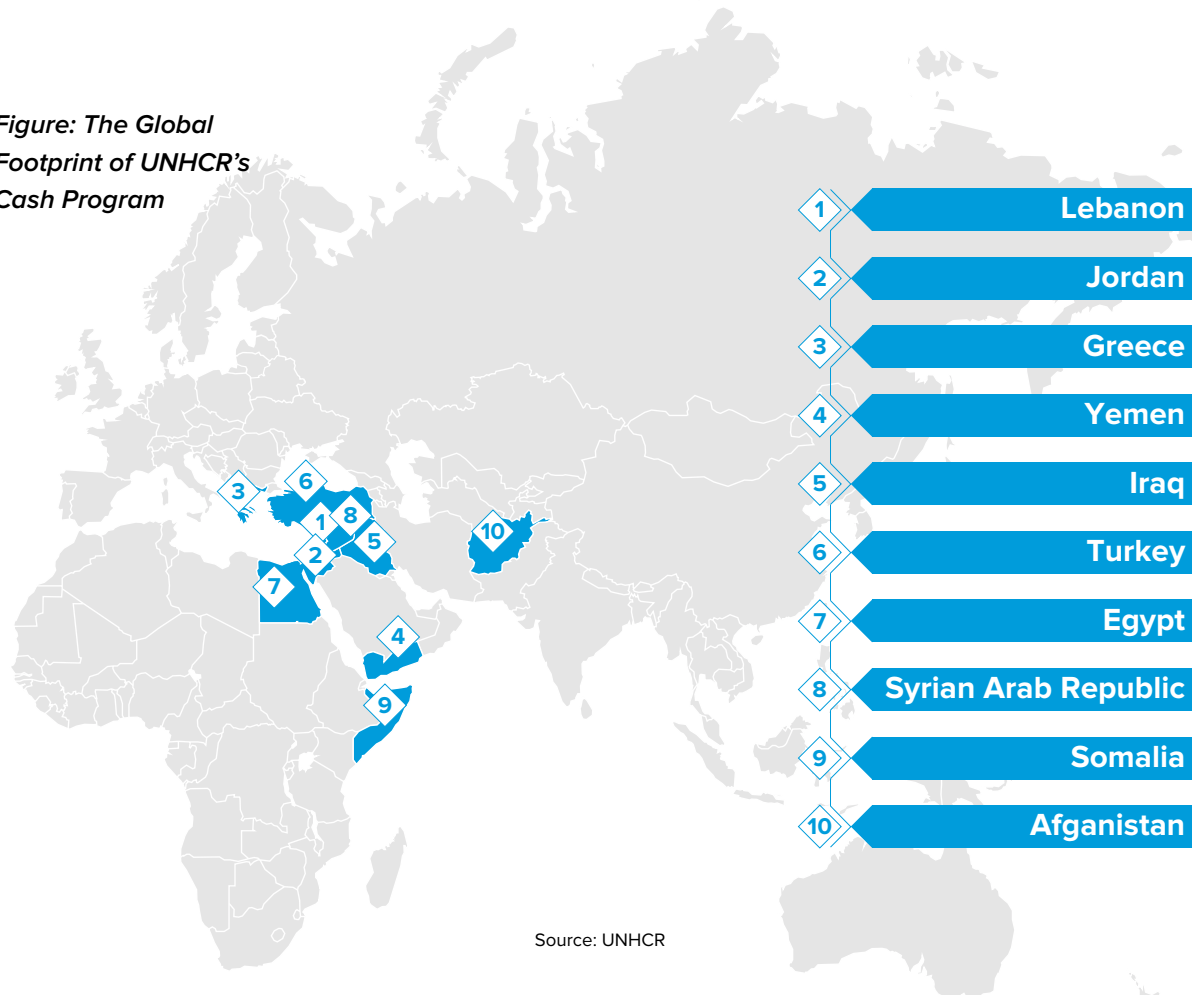 Figure: The Global
Footprint of UNHCR's
Cash Program
1 Lebanon
2 Jordan
3 Greece
4 Yemen
5 Iraq
6 Turkey
7 Egypt
8 Syrian Arab Republic
9 Somalia
10 Afganistan
3
6
1
8
5
2
10
7
4
9
Source: UNHCR